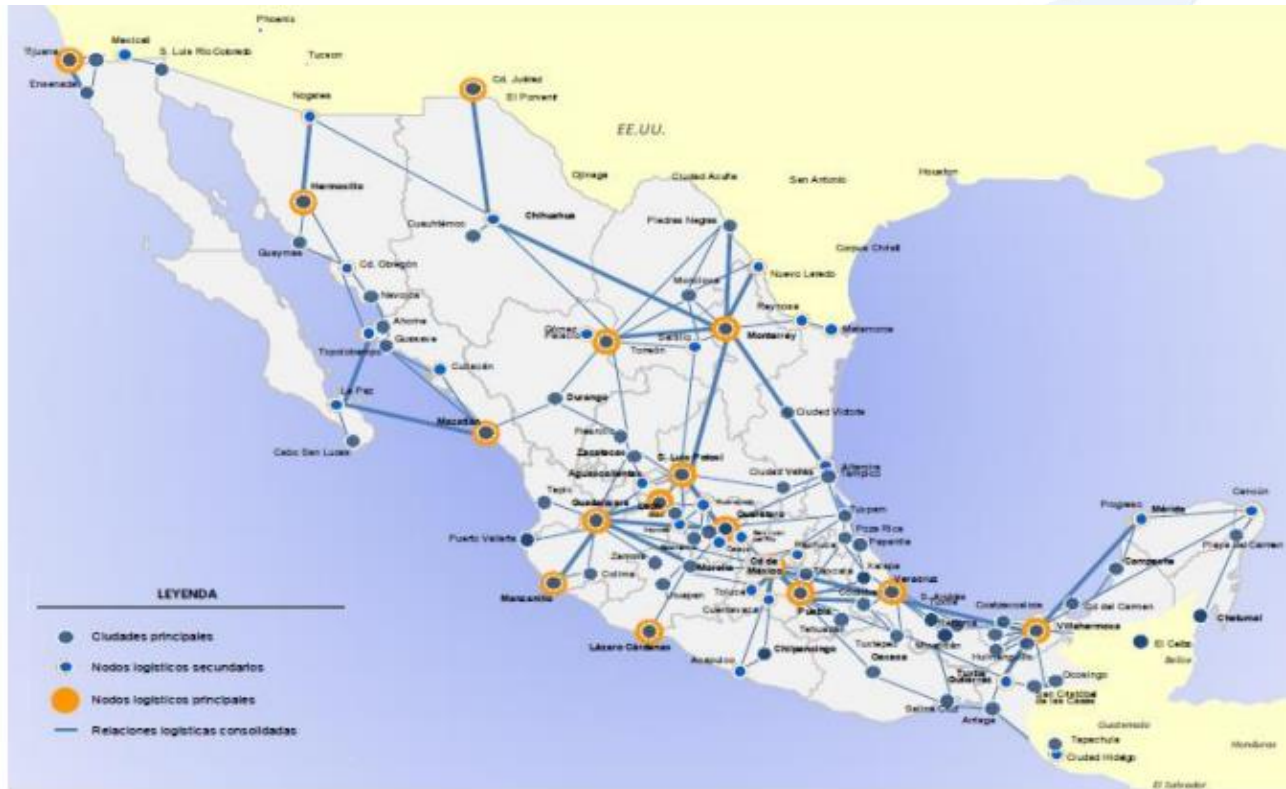 Phoenix
Mexicali
Tijuana
S. Luis Río Colorado
Tucson
Ensenada
Nogales
Cd. Juárez
El Porvenir
EE.UU.
Hermosillo
Ojinaga
Ciudad Acuña
San Antonio
Houston
Cuauhtémoc
Chihuahua
Piedras Negras
Guaymas
Cd. Obregón
Corpus Christi
Nuevo Laredo
Monclova
Navojoa
Reynosa
Ahome
Guasave
Topolobampo
Gómez
Palacio
Torreón
Saltillo
Monterrey
Matamoros
Culiacán
La Paz
Durango
Ciudad Victoria
Mazatlán
Cabo San Lucas
Fresnillo
Zacatecas
S. Luis Potosí
Aguascalientes
Ciudad Valles
Altamira
Tampico
Tepic
Guadalajara
León
Querétaro
Tuxpam
Poza Rica
Papantla
Progreso
Mérida
Cancún
Playa del Carmen
Puerto Vallarta
Pachuca
Zamora
Morelia
Cd de
México
Tlaxcala
Xalapa
Veracruz
Campeche
Colima
Manzanillo
Uruapan
Toluca
Cuernavaca
Puebla
Córdoba
Coatzacoalcos
Cd del Carmen
Villahermosa
Chetumal
Lázaro Cárdenas
Tehuacán
Tuxtepec
Minatitlán
Huimanguillo
El Ceibo
Belice
Acapulco
Chilpancingo
Oaxaca
Tuxtla
Gutiérrez
Ocosingo
San Cristóbal
de las Casas
Salina Cruz
Arriaga
Guatemala
Tapachula
Ciudad Hidalgo
Honduras
El Salvador
LEYENDA
Ciudades principales
Nodos logísticos secundarios
Nodos logísticos principales
Relaciones logísticas consolidadas